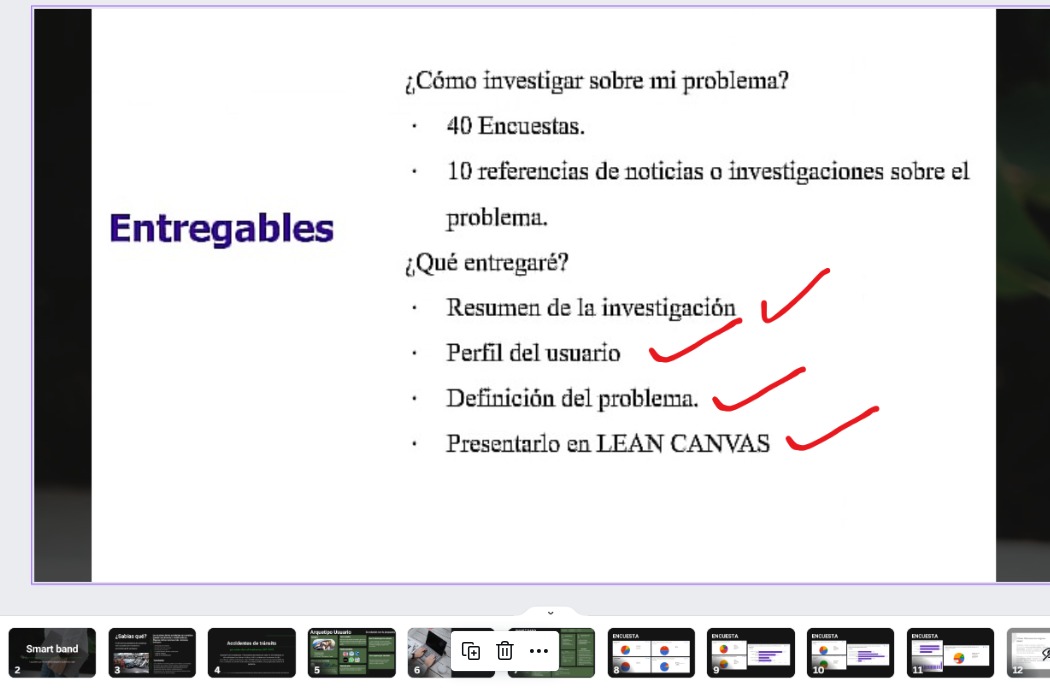 ¿Cómo investigar sobre mi problema?
· 40 Encuestas.
· 10 referencias de noticias o investigaciones sobre el
problema.
Entregables
¿Qué entregaré?
· Resumen de la investigación
· Perfil del usuario
· Definición del problema.
· Presentarlo en LEAN CANVAS
2
Smart band
3
¿Sabías qué?
4
Accidentes de tránsito
5
Arquetipo Usuario
6
8
ENCUESTA
9
ENCUESTA
10
ENCUESTA
11
ENCUESTA
12